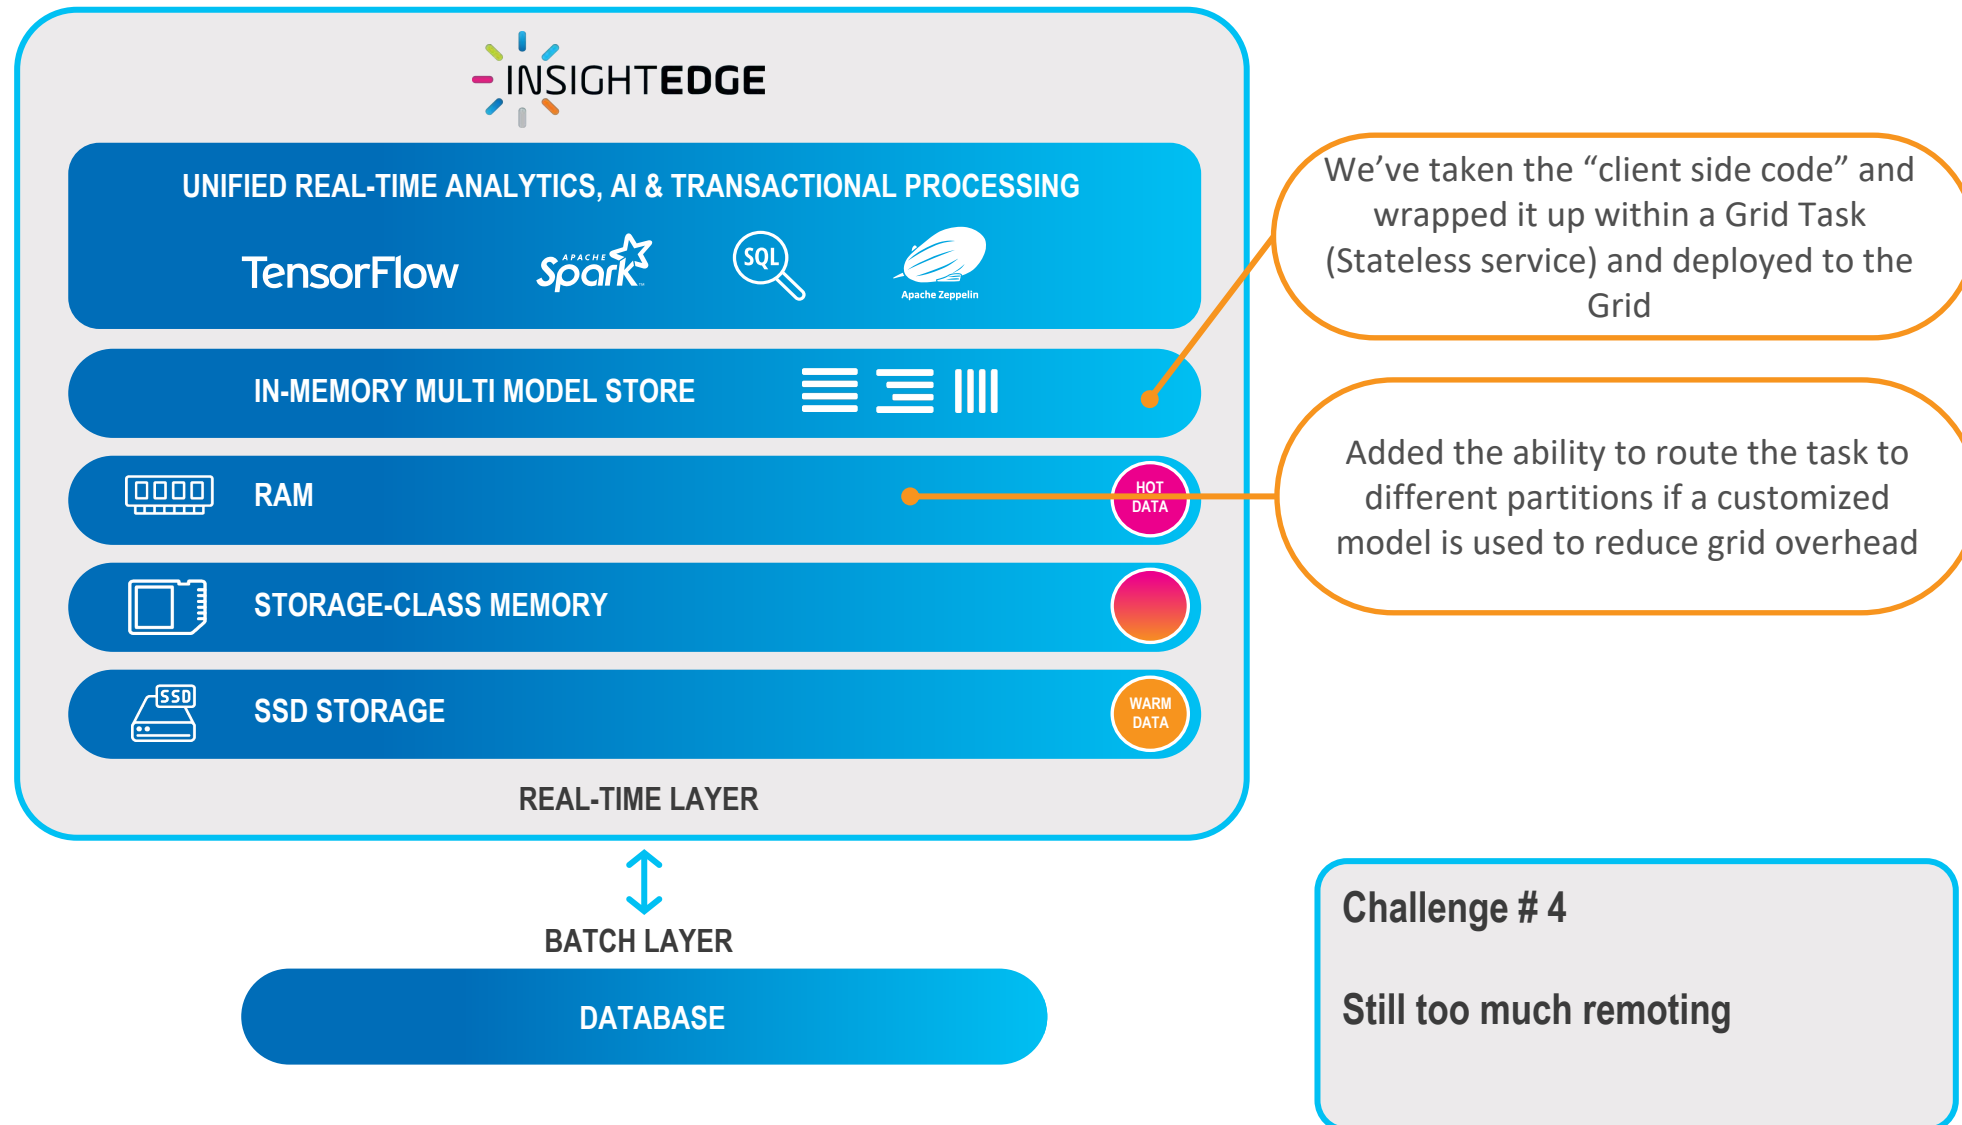 INSIGHTEDGE
UNIFIED REAL-TIME ANALYTICS, AI & TRANSACTIONAL PROCESSING
TensorFlow
APACHE
Spark™
SQL
Apache Zeppelin
IN-MEMORY MULTI MODEL STORE
RAM
HOT
DATA
STORAGE-CLASS MEMORY
SSD
SSD STORAGE
WARM
DATA
REAL-TIME LAYER
BATCH LAYER
DATABASE
We’ve taken the “client side code” and
wrapped it up within a Grid Task
(Stateless service) and deployed to the
Grid
Added the ability to route the task to
different partitions if a customized
model is used to reduce grid overhead
Challenge # 4
Still too much remoting